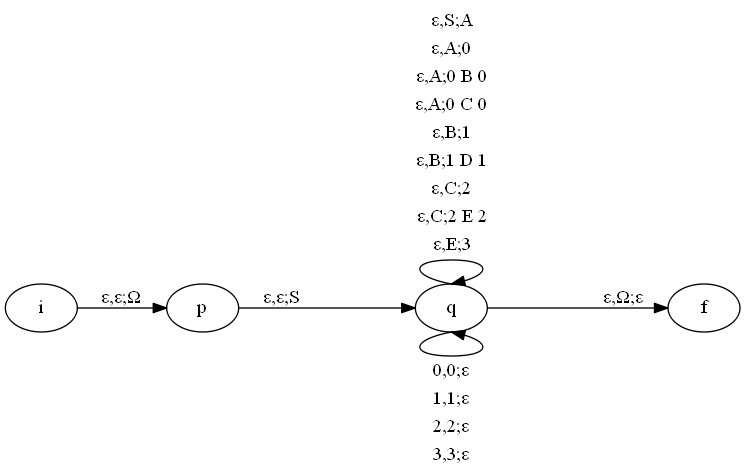 ε,S;A
ε,A;0
ε,A;0 B 0
ε,A;0 C 0
ε,B;1
ε,B;1 D 1
ε,C;2
ε,C;2 E 2
ε,E;3
i
ε,ε;Ω
p
ε,ε;S
q
ε,Ω;ε
f
0,0;ε
1,1;ε
2,2;ε
3,3;ε